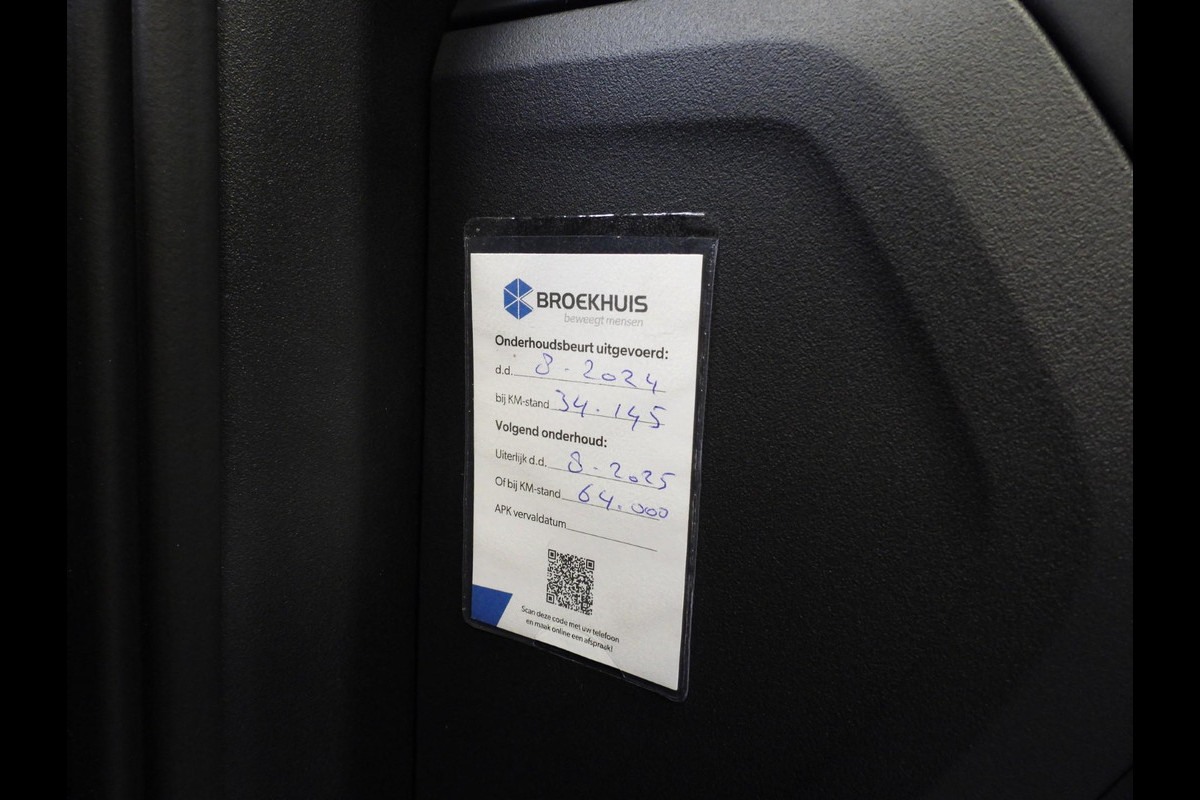 BROEKHUIS
beweegt mensen
Onderhoudsbeurt uitgevoerd:
d.d. 8-2024
bij KM-stand 34.145
Volgend onderhoud:
Uiterlijk d.d. 8-2025
Of bij KM-stand 64.000
APK vervaldatum
Scan deze code met uw telefoon
en maak online een afspraak!